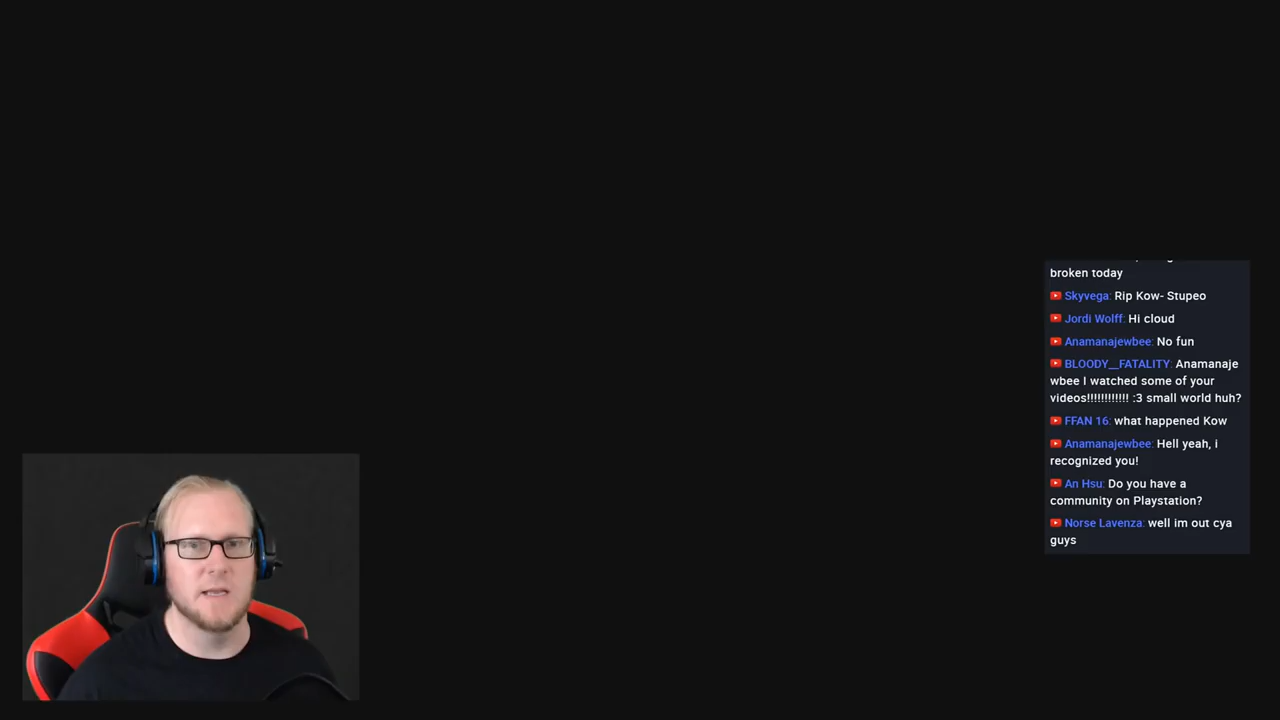 broken today
Skyvega: Rip Kow- Stupeo
Jordi Wolff: Hi cloud
Anamanajewbee: No fun
BLOODY__FATALITY: Anamanaje
wbee I watched some of your
videos!!!!!!!!!!!! :3 small world huh?
FFAN 16: what happened Kow
Anamanajewbee: Hell yeah, i
recognized you!
An Hsu: Do you have a
community on Playstation?
Norse Lavenza: well im out cya
guys